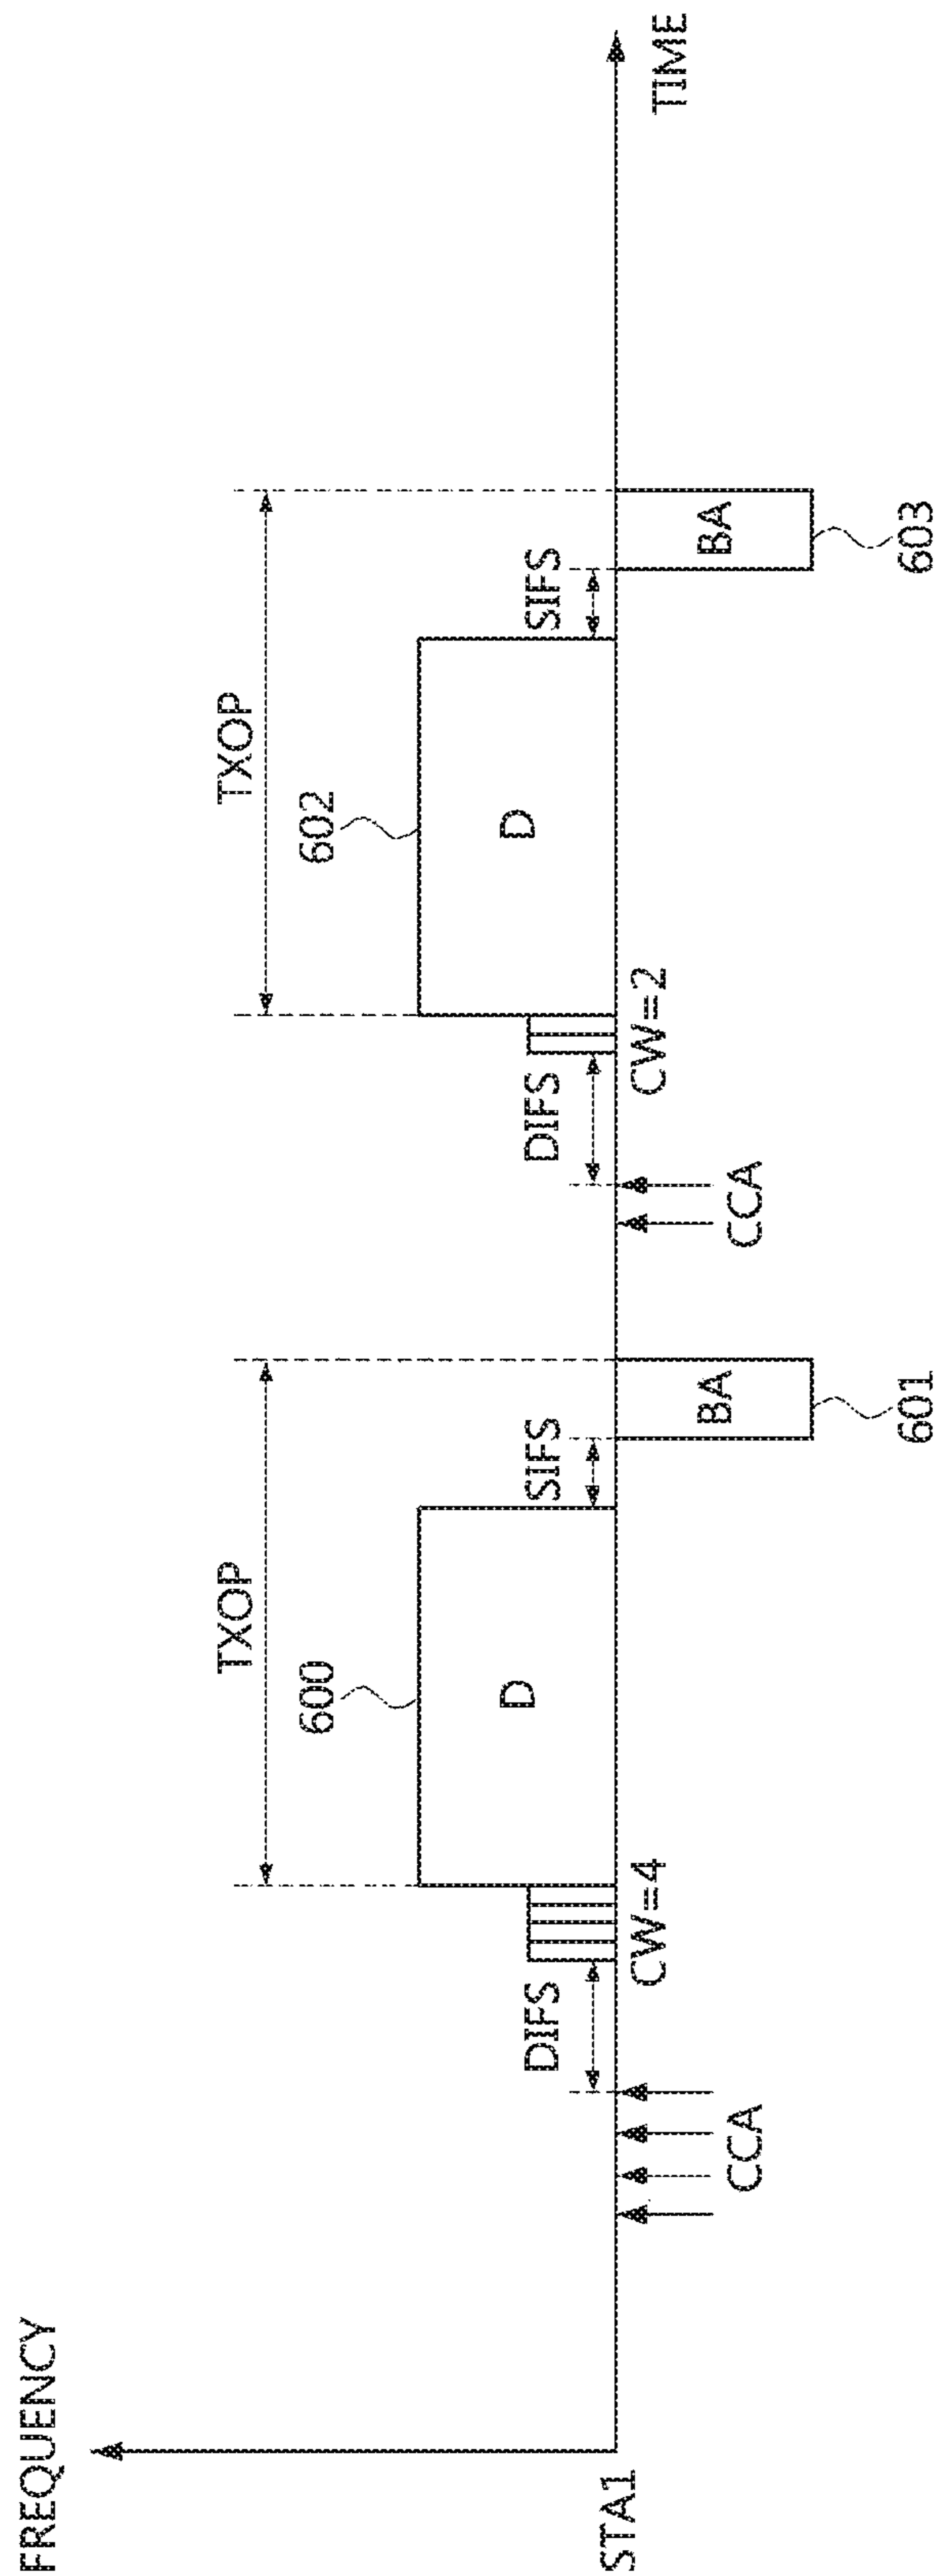 FREQUENCY
TXOP
TXOP
600
602
DIFS
D
SIFS
DIFS
D
SIFS
STA1
CW=4
CW=2
TIME
CCA
BA
CCA
BA
601
603